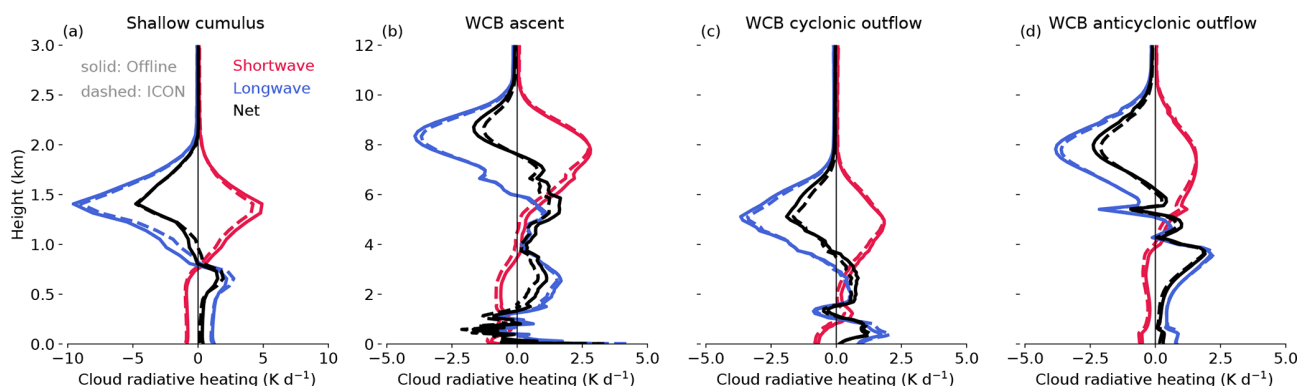 (a) Shallow cumulus
(b) WCB ascent
(c) WCB cyclonic outflow
(d) WCB anticyclonic outflow
solid: Offline
dashed: ICON
Shortwave
Longwave
Net
Height (km)
3.0
2.5
2.0
1.5
1.0
0.5
0.0
12
10
8
6
4
2
0
−10 −5 0 5 10
−5.0 −2.5 0.0 2.5 5.0
−5.0 −2.5 0.0 2.5 5.0
−5.0 −2.5 0.0 2.5 5.0
Cloud radiative heating (K d⁻¹)
Cloud radiative heating (K d⁻¹)
Cloud radiative heating (K d⁻¹)
Cloud radiative heating (K d⁻¹)